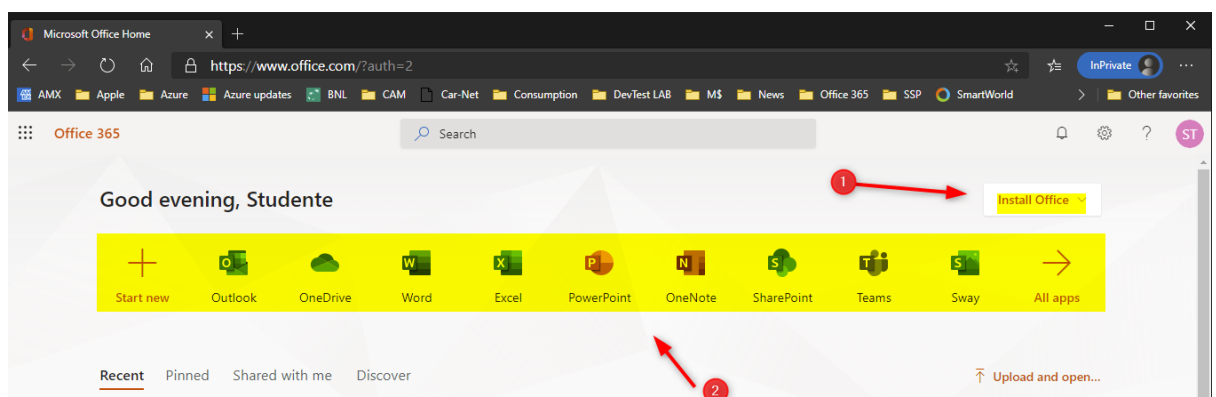 Microsoft Office Home
https://www.office.com/?auth=2
InPrivate
AMX Apple Azure Azure updates BNL CAM Car-Net Consumption DevTest LAB M$ News Office 365 SSP SmartWorld Other favorites
Office 365 Search ? ST
Good evening, Studente
1
Install Office
Start new Outlook OneDrive Word Excel PowerPoint OneNote SharePoint Teams Sway All apps
Recent Pinned Shared with me Discover Upload and open...
2